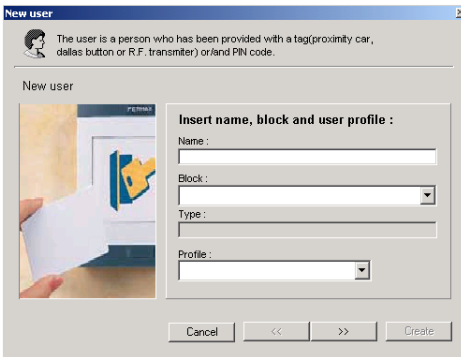 New user
The user is a person who has been provided with a tag(proximity car,
dallas button or R.F. transmiter) or/and PIN code.
New user
FERMAX
Insert name, block and user profile :
Name :
Block :
Type :
Profile :
Cancel
<<
>>
Create